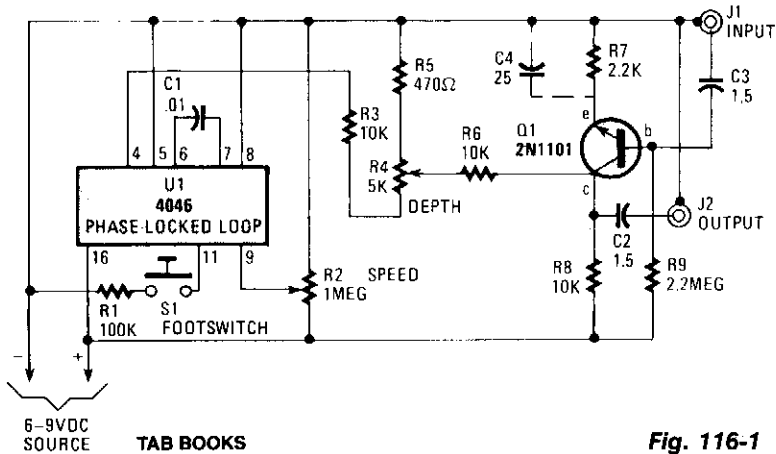 J1
INPUT
C4
25
R7
2.2K
R5
470Ω
C3
1.5
C1
.01
R3
10K
4 5 6 7 8
e
Q1
2N1101
b
R6
10K
R4
5K
DEPTH
c
U1
4046
PHASE-LOCKED LOOP
J2
OUTPUT
C2
1.5
16 11 9
R2
1MEG
SPEED
R8
10K
R9
2.2MEG
R1
100K
S1
FOOTSWITCH
- +
6-9VDC
SOURCE
TAB BOOKS
Fig. 116-1